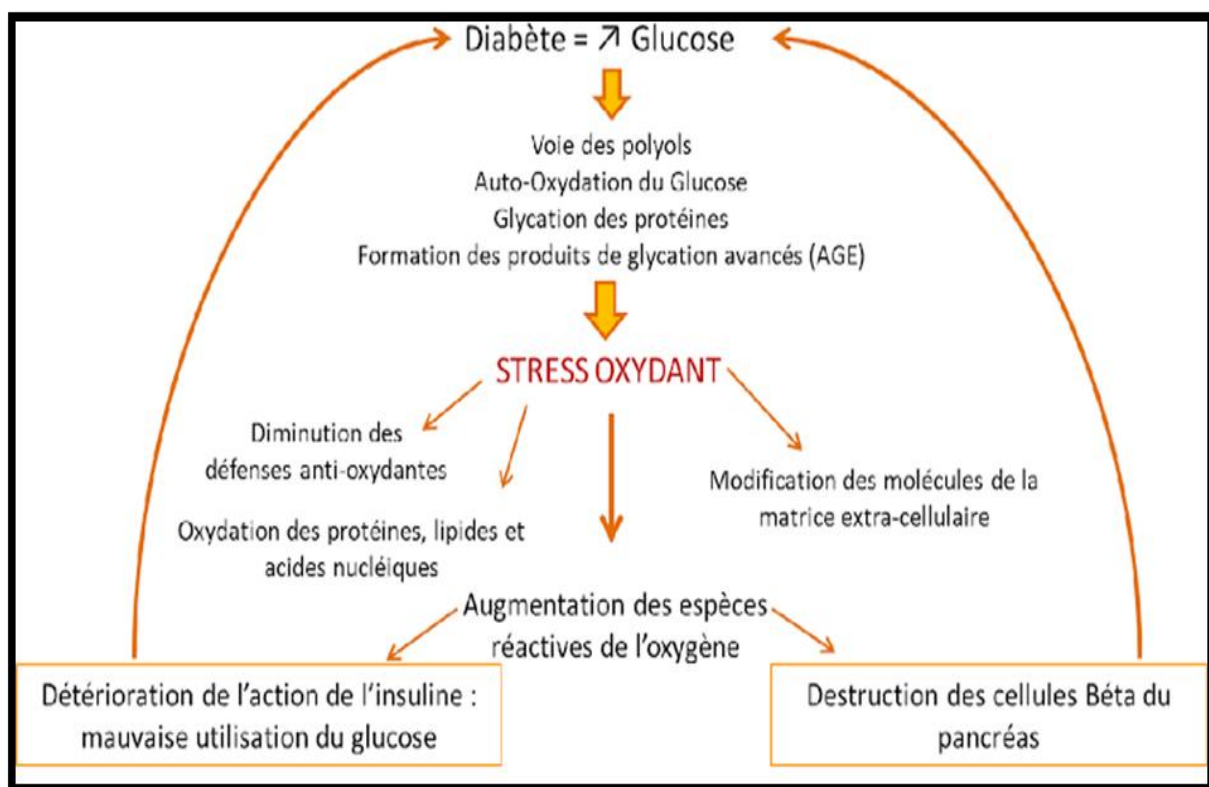 Diabète = ↗ Glucose
Voie des polyols
Auto-Oxydation du Glucose
Glycation des protéines
Formation des produits de glycation avancés (AGE)
STRESS OXYDANT
Diminution des
défenses anti-oxydantes
Modification des molécules de la
matrice extra-cellulaire
Oxydation des protéines, lipides et
acides nucléiques
Augmentation des espèces
réactives de l'oxygène
Détérioration de l'action de l'insuline :
mauvaise utilisation du glucose
Destruction des cellules Béta du
pancréas